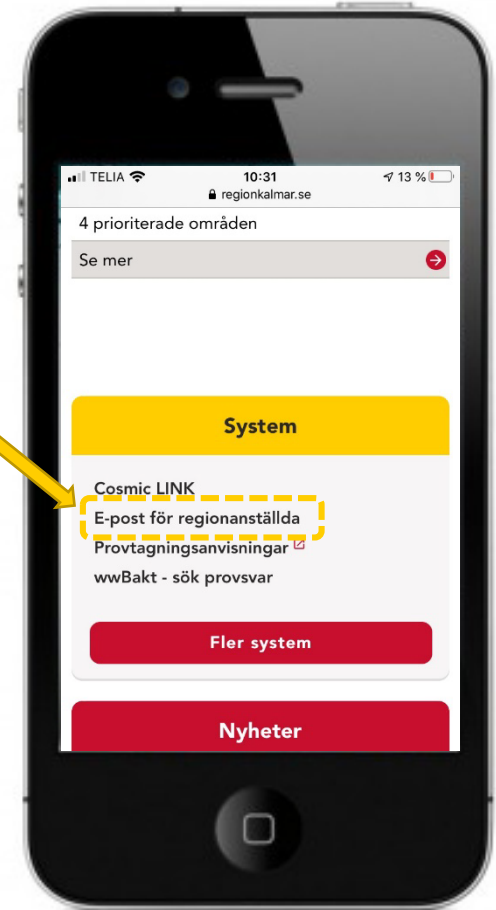 TELIA 10:31 13 %
regionkalmar.se
4 prioriterade områden
Se mer
System
Cosmic LINK
E-post för regionanställda
Provtagningsanvisningar
wwBakt - sök provsvar
Fler system
Nyheter